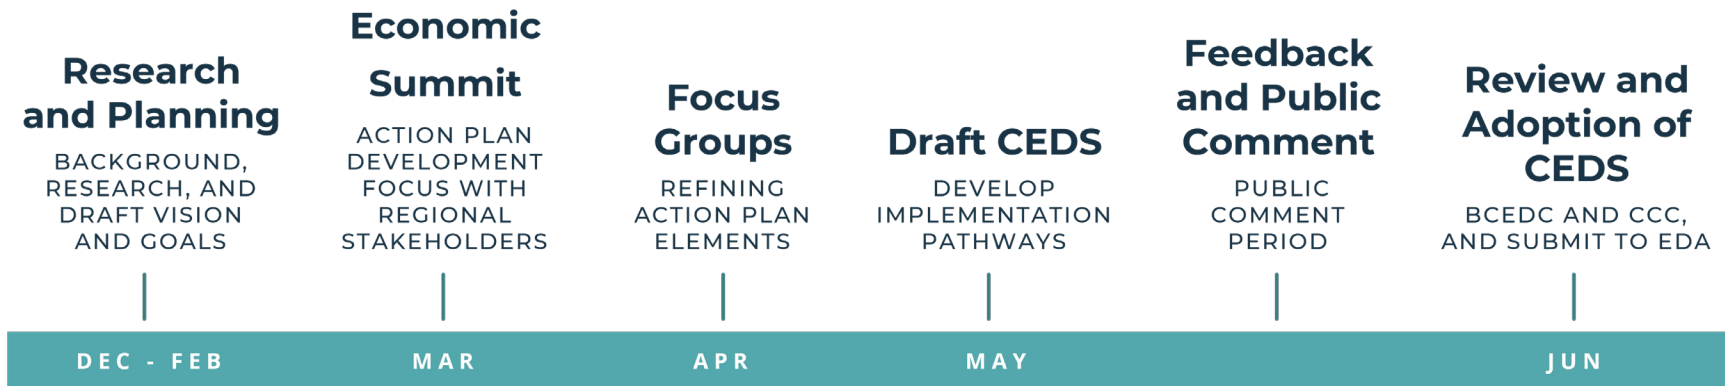 Research
and Planning
BACKGROUND,
RESEARCH, AND
DRAFT VISION
AND GOALS
DEC - FEB
Economic
Summit
ACTION PLAN
DEVELOPMENT
FOCUS WITH
REGIONAL
STAKEHOLDERS
MAR
Focus
Groups
REFINING
ACTION PLAN
ELEMENTS
APR
Draft CEDS
DEVELOP
IMPLEMENTATION
PATHWAYS
MAY
Feedback
and Public
Comment
PUBLIC
COMMENT
PERIOD
Review and
Adoption of
CEDS
BCEDC AND CCC,
AND SUBMIT TO EDA
JUN